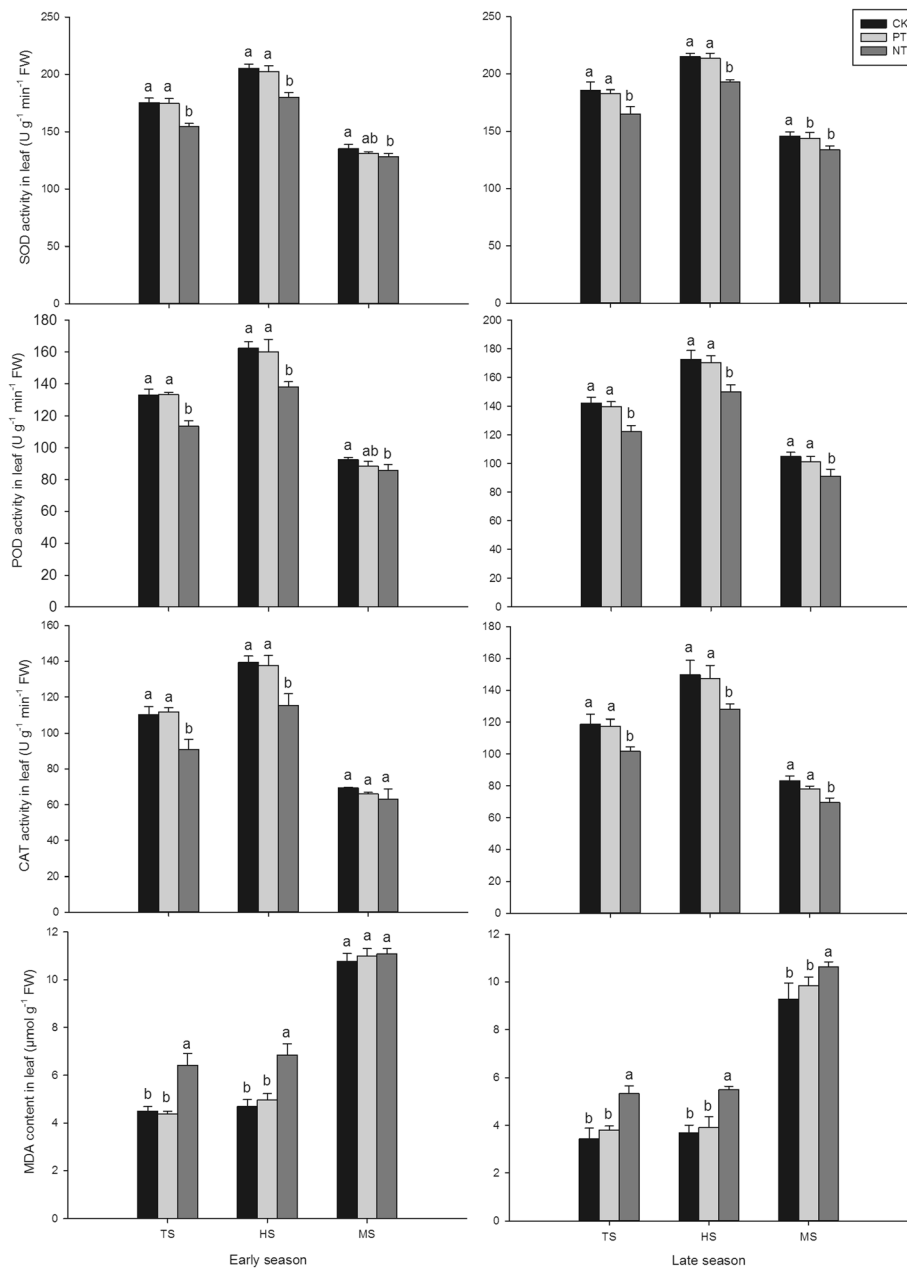 CK
PT
NT
SOD activity in leaf (U g⁻¹ min⁻¹ FW)
250
200
150
100
50
0
a a b
a a b
a ab b
250
200
150
100
50
0
a a b
a a b
a b b
POD activity in leaf (U g⁻¹ min⁻¹ FW)
180
160
140
120
100
80
60
40
20
0
a a b
a a b
a ab b
200
180
160
140
120
100
80
60
40
20
0
a a b
a a b
a a b
CAT activity in leaf (U g⁻¹ min⁻¹ FW)
160
140
120
100
80
60
40
20
0
a a b
a a b
a a a
180
160
140
120
100
80
60
40
20
0
a a b
a a b
a a b
MDA content in leaf (µmol g⁻¹ FW)
12
10
8
6
4
2
0
b b a
b b a
a a a
12
10
8
6
4
2
0
b b a
b b a
b b a
TS HS MS
TS HS MS
Early season
Late season